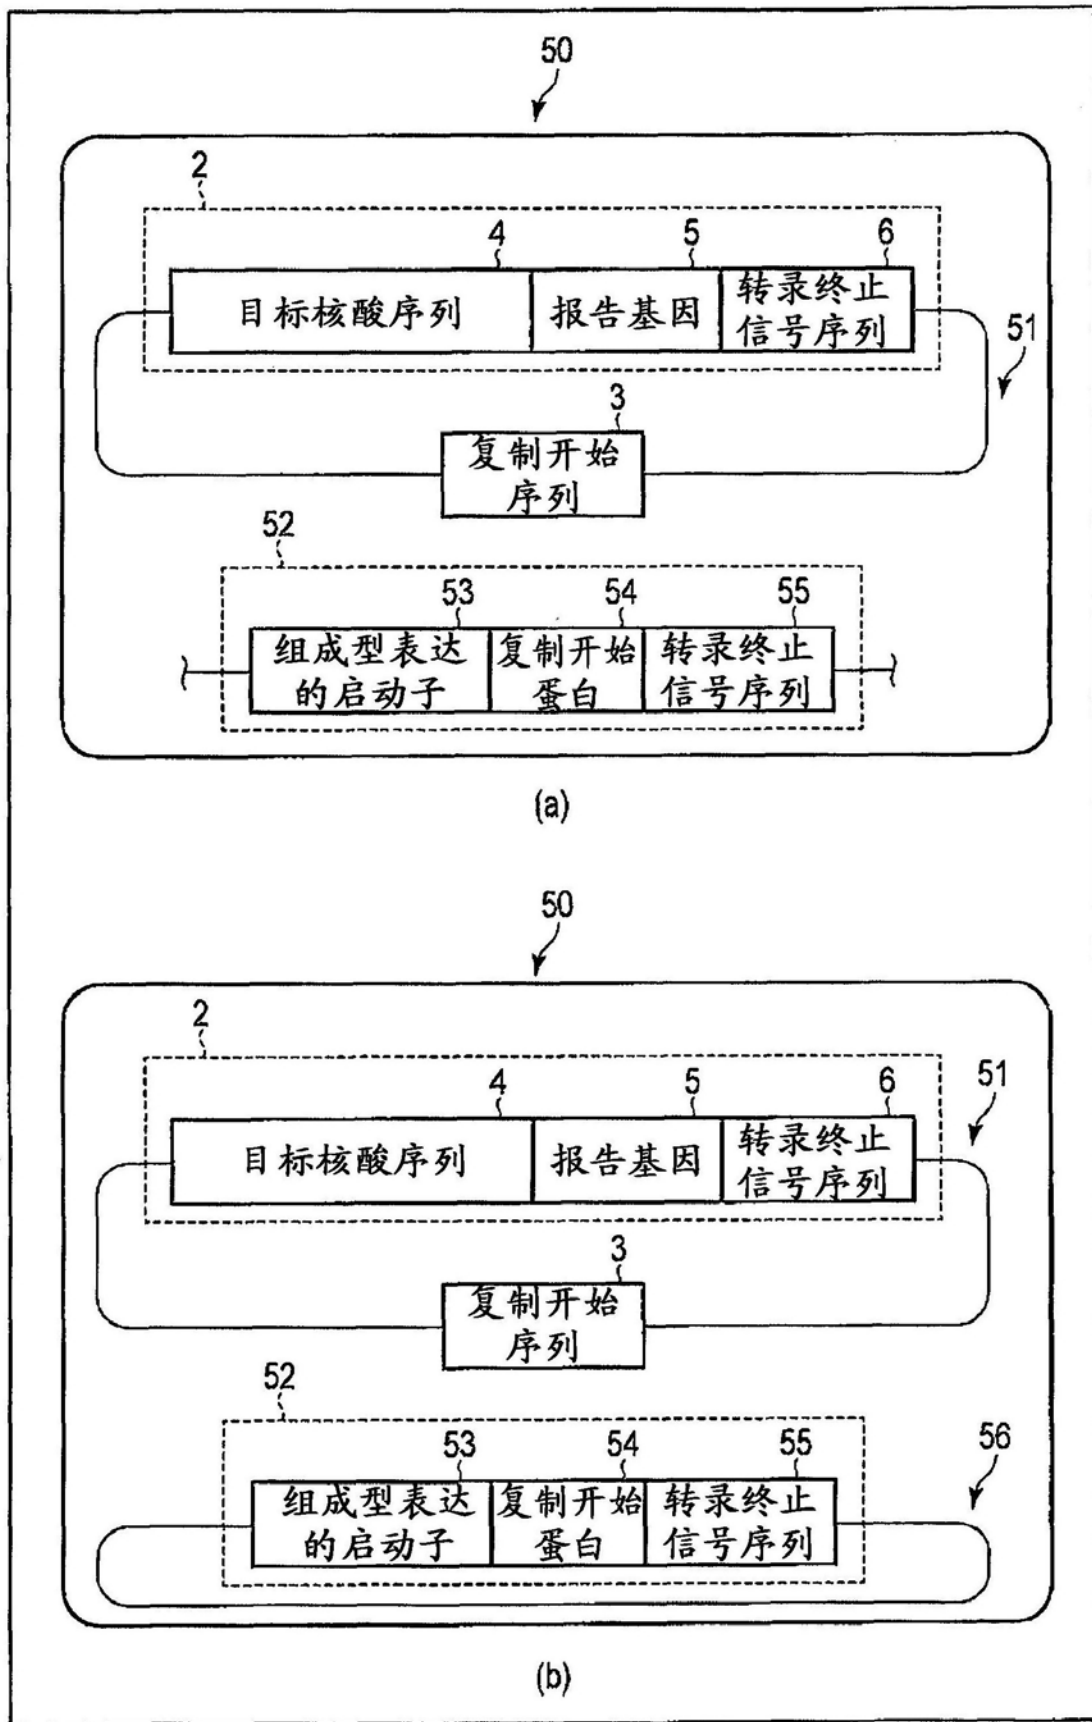 50
2
4
5
6
目标核酸序列
报告基因
转录终止
信号序列
51
3
复制开始
序列
52
53
54
55
组成型表达
的启动子
复制开始
蛋白
转录终止
信号序列
(a)
50
2
4
5
6
51
目标核酸序列
报告基因
转录终止
信号序列
3
复制开始
序列
52
53
54
55
56
组成型表达
的启动子
复制开始
蛋白
转录终止
信号序列
(b)